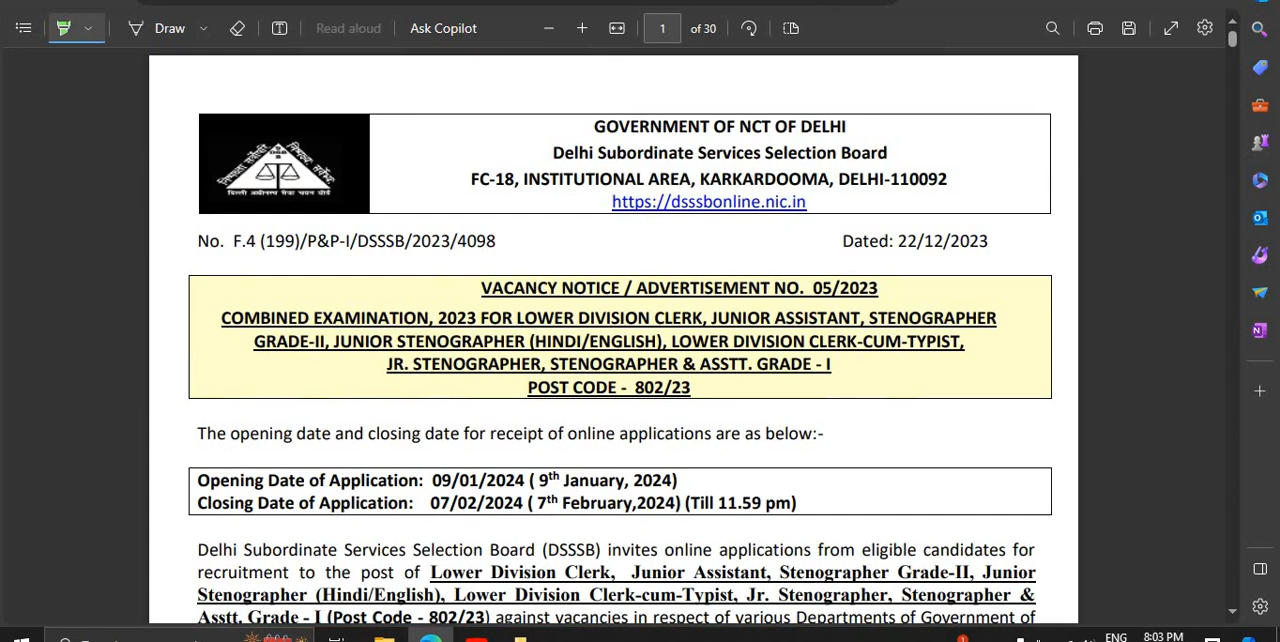 Draw
Read aloud
Ask Copilot
1
of 30
GOVERNMENT OF NCT OF DELHI
Delhi Subordinate Services Selection Board
FC-18, INSTITUTIONAL AREA, KARKARDOOMA, DELHI-110092
https://dsssbonline.nic.in
दिल्ली अधीनस्थ सेवा चयन बोर्ड
No. F.4 (199)/P&P-I/DSSSB/2023/4098
Dated: 22/12/2023
VACANCY NOTICE / ADVERTISEMENT NO. 05/2023
COMBINED EXAMINATION, 2023 FOR LOWER DIVISION CLERK, JUNIOR ASSISTANT, STENOGRAPHER
GRADE-II, JUNIOR STENOGRAPHER (HINDI/ENGLISH), LOWER DIVISION CLERK-CUM-TYPIST,
JR. STENOGRAPHER, STENOGRAPHER & ASSTT. GRADE - I
POST CODE - 802/23
The opening date and closing date for receipt of online applications are as below:-
Opening Date of Application: 09/01/2024 ( 9th January, 2024)
Closing Date of Application: 07/02/2024 ( 7th February,2024) (Till 11.59 pm)
Delhi Subordinate Services Selection Board (DSSSB) invites online applications from eligible candidates for
recruitment to the post of Lower Division Clerk, Junior Assistant, Stenographer Grade-II, Junior
Stenographer (Hindi/English), Lower Division Clerk-cum-Typist, Jr. Stenographer, Stenographer &
Asstt. Grade - I (Post Code - 802/23) against vacancies in respect of various Departments of Government of
ENG
8:03 PM